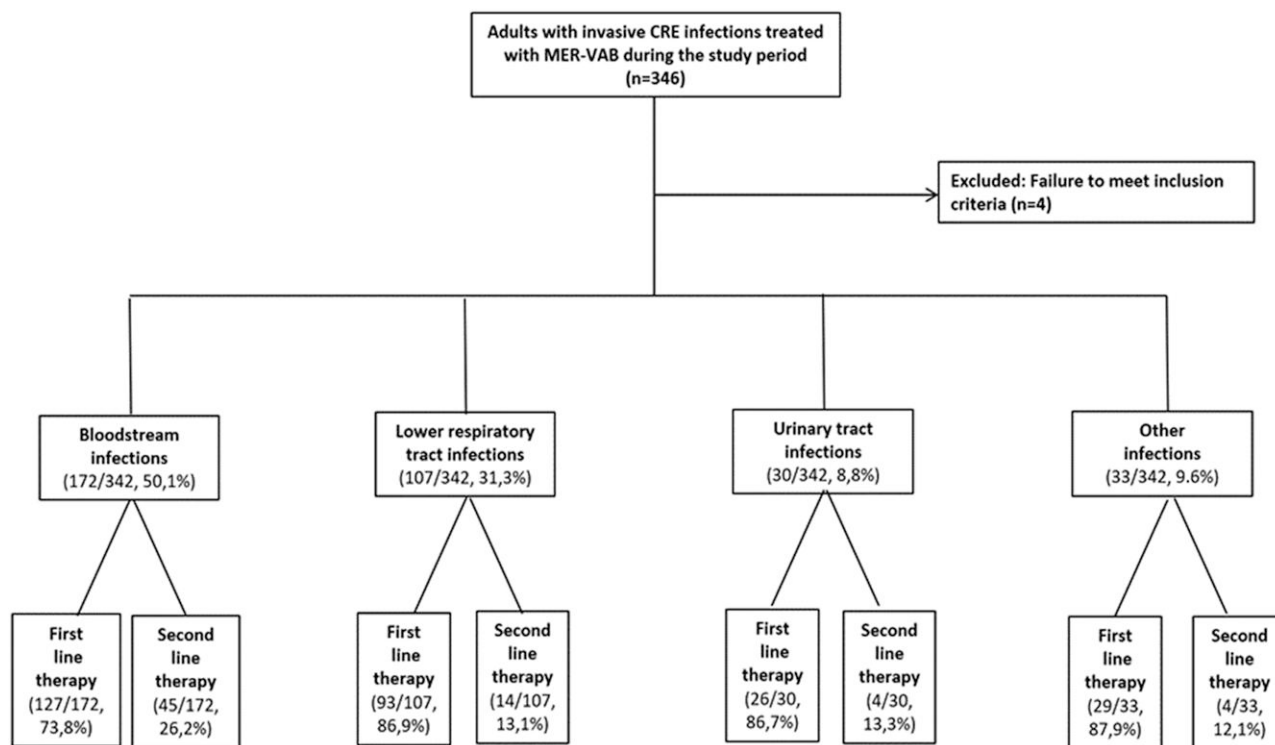 Adults with invasive CRE infections treated
with MER-VAB during the study period
(n=346)
Excluded: Failure to meet inclusion
criteria (n=4)
Bloodstream
infections
(172/342, 50,1%)
Lower respiratory
tract infections
(107/342, 31,3%)
Urinary tract
infections
(30/342, 8,8%)
Other
infections
(33/342, 9.6%)
First
line
therapy
(127/172,
73,8%)
Second
line
therapy
(45/172,
26,2%)
First
line
therapy
(93/107,
86,9%)
Second
line
therapy
(14/107,
13,1%)
First
line
therapy
(26/30,
86,7%)
Second
line
therapy
(4/30,
13,3%)
First
line
therapy
(29/33,
87,9%)
Second
line
therapy
(4/33,
12,1%)